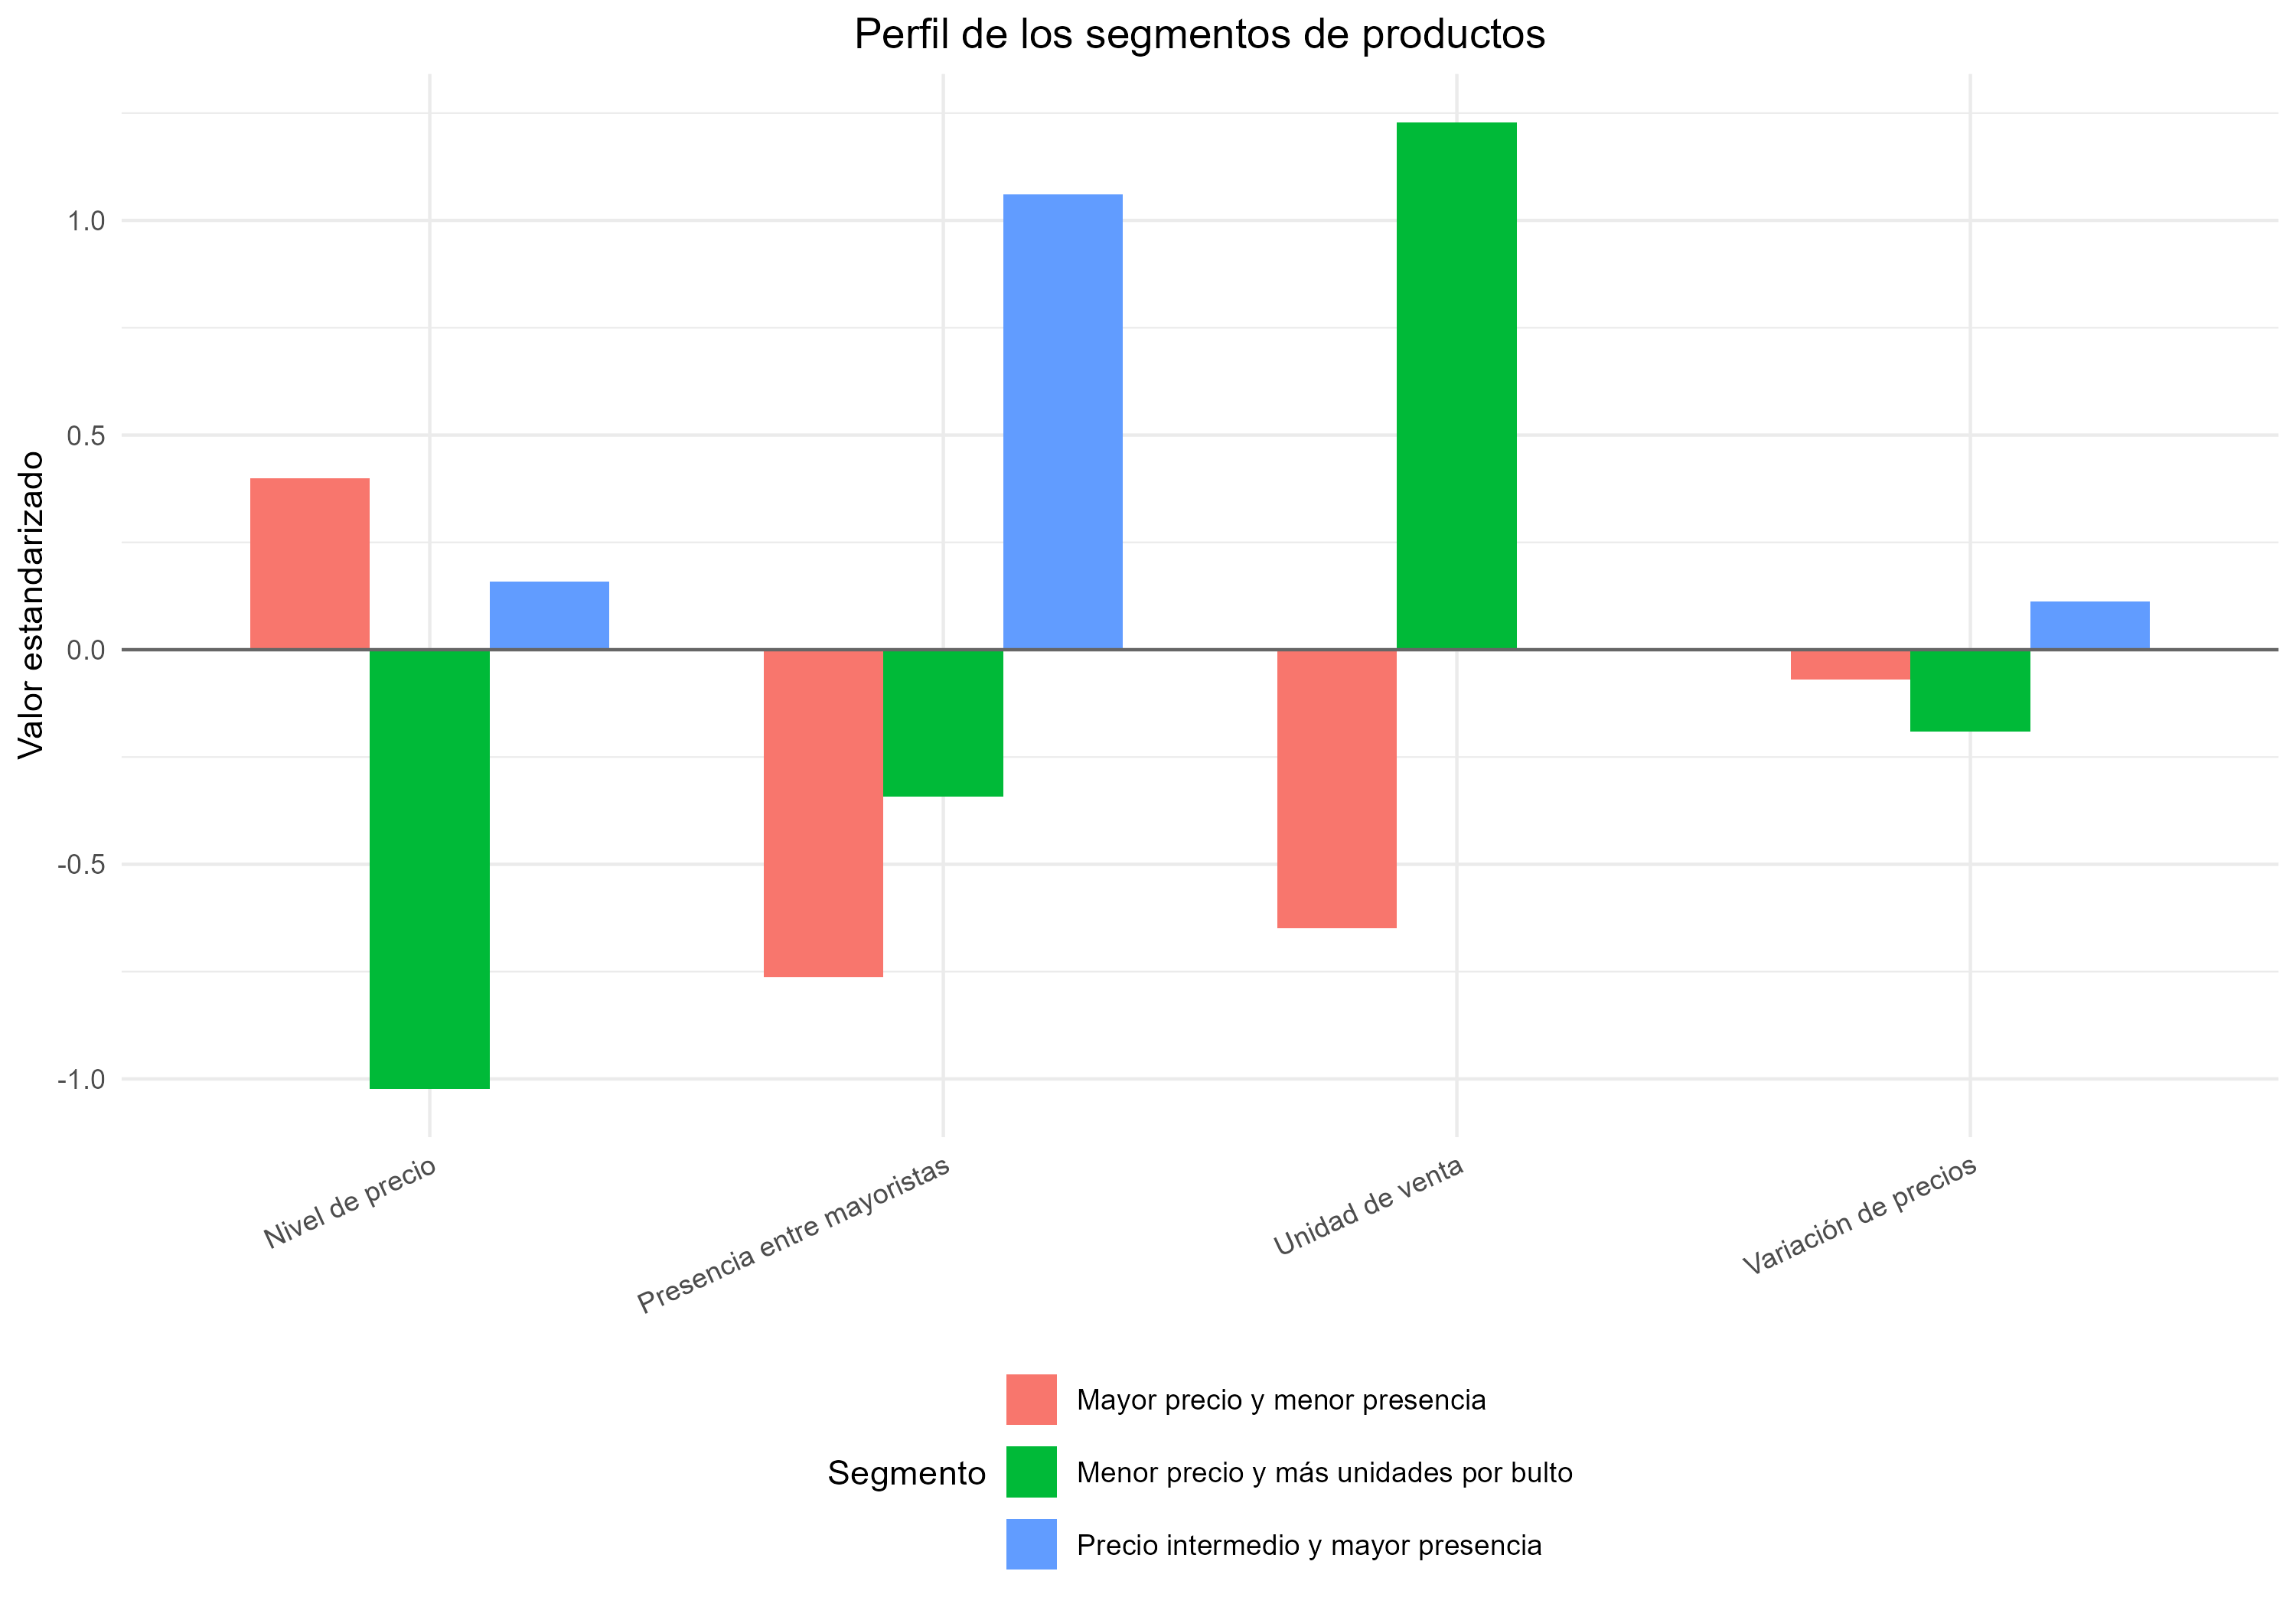 Perfil de los segmentos de productos
Valor estandarizado
1.0
0.5
0.0
-0.5
-1.0
Nivel de precio
Presencia entre mayoristas
Unidad de venta
Variación de precios
Segmento
Mayor precio y menor presencia
Menor precio y más unidades por bulto
Precio intermedio y mayor presencia